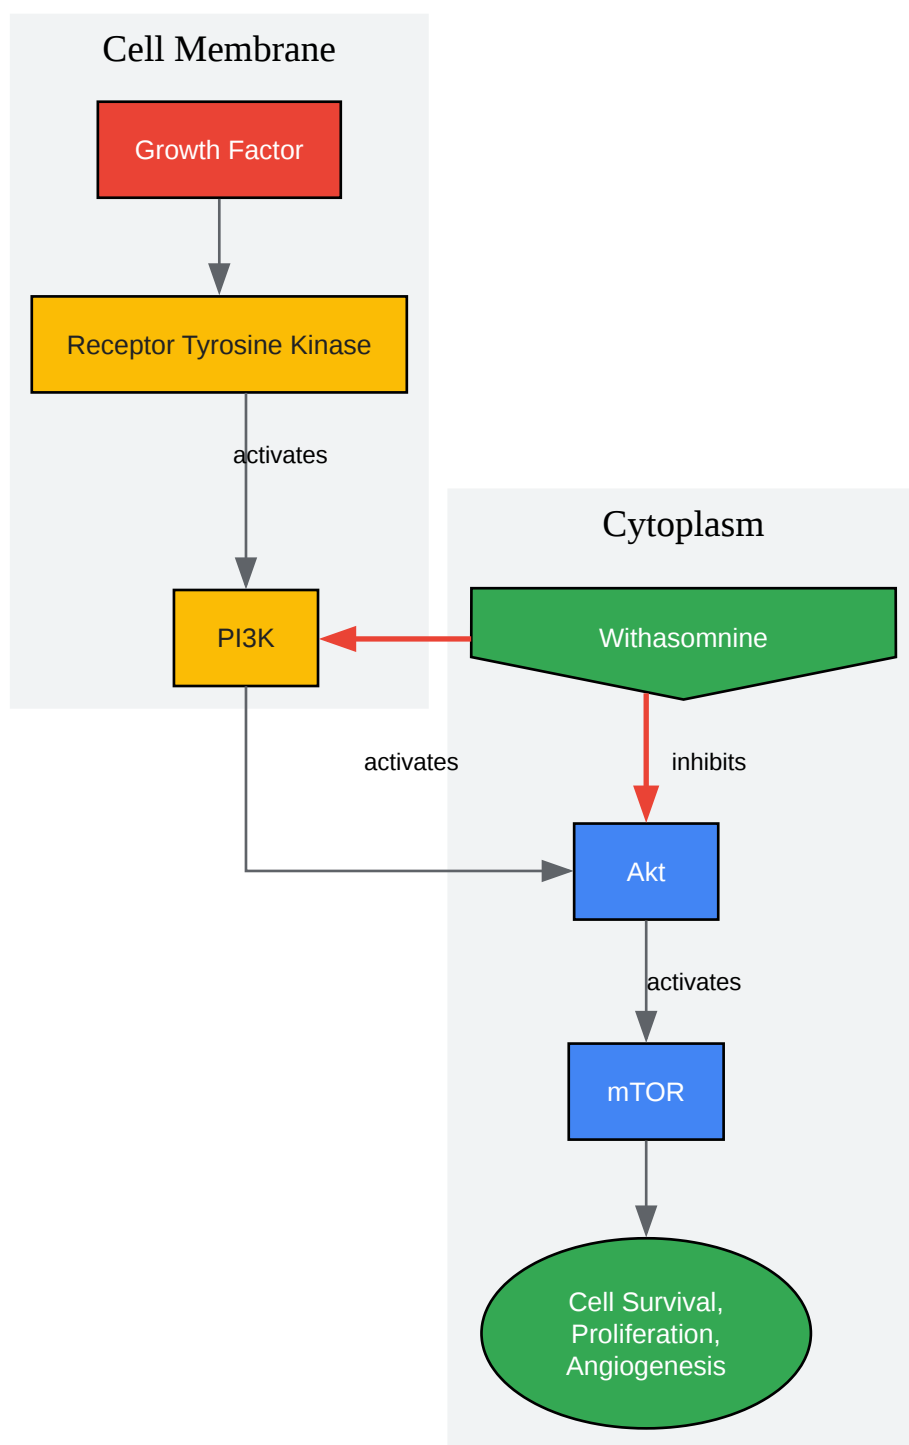 Cell Membrane
Growth Factor
Receptor Tyrosine Kinase
activates
Cytoplasm
PI3K
Withasomnine
activates
inhibits
Akt
activates
mTOR
Cell Survival,
Proliferation,
Angiogenesis